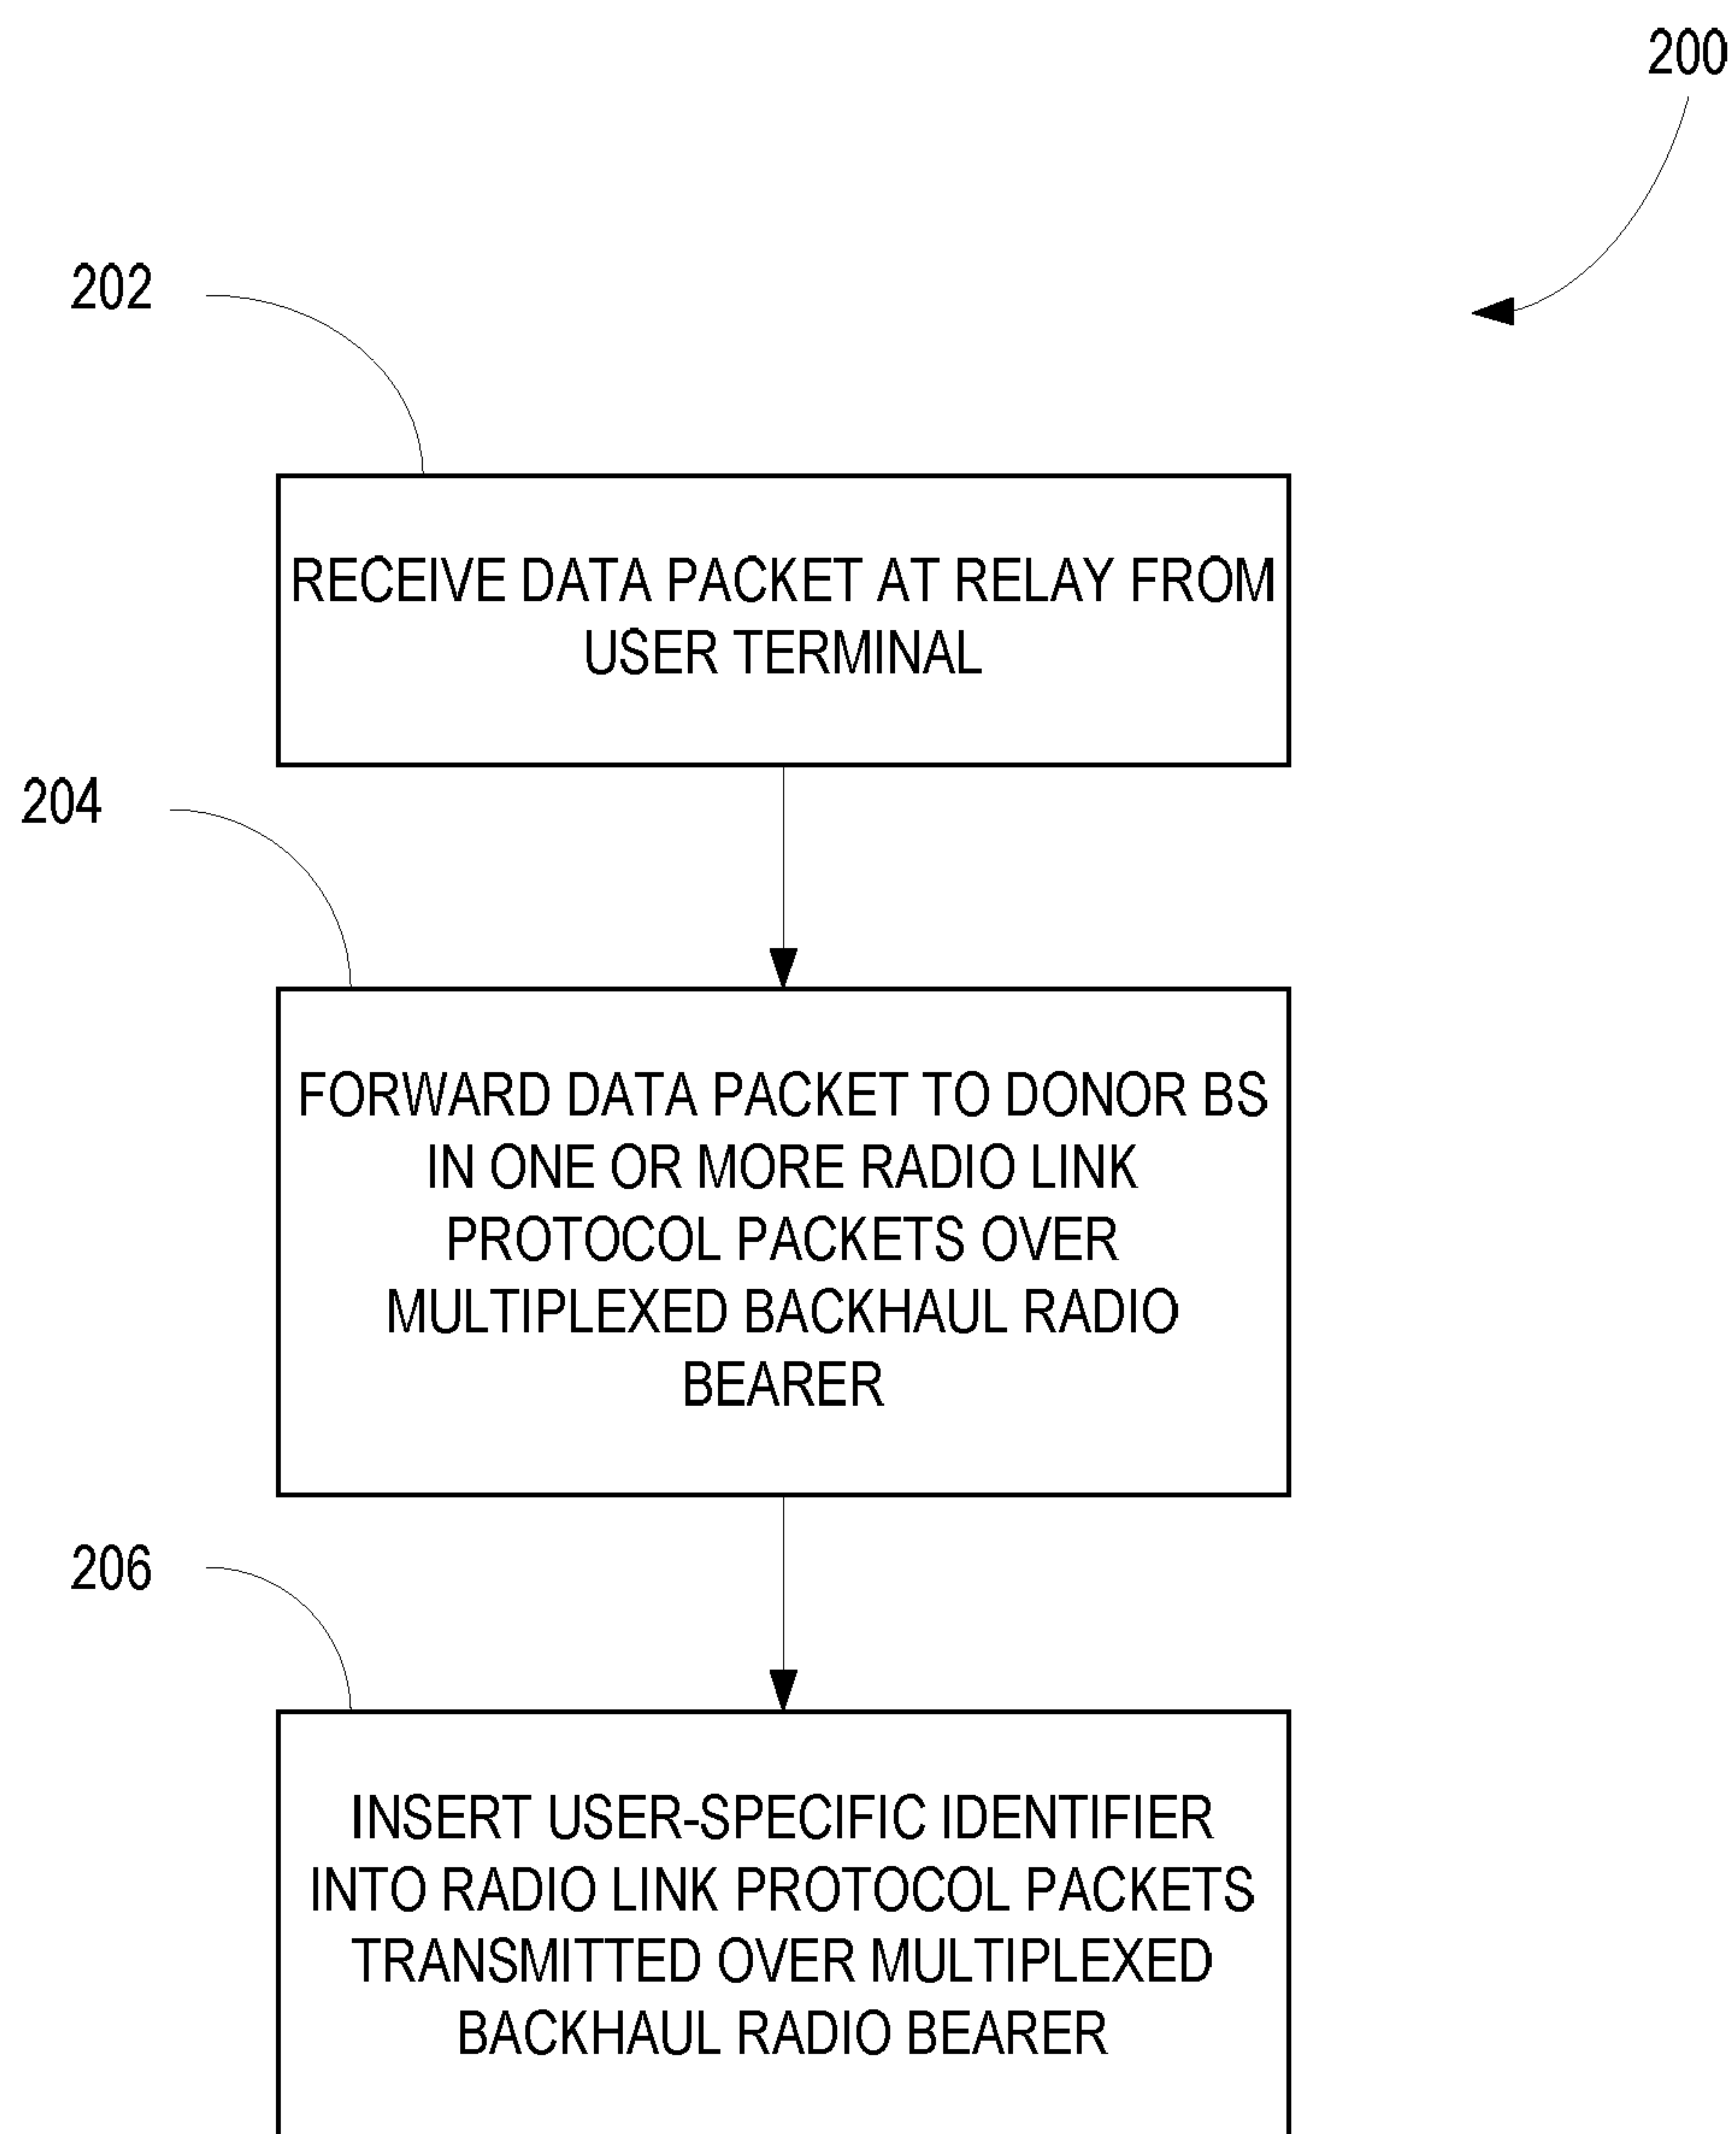 200
202
RECEIVE DATA PACKET AT RELAY FROM
USER TERMINAL
204
FORWARD DATA PACKET TO DONOR BS
IN ONE OR MORE RADIO LINK
PROTOCOL PACKETS OVER
MULTIPLEXED BACKHAUL RADIO
BEARER
206
INSERT USER-SPECIFIC IDENTIFIER
INTO RADIO LINK PROTOCOL PACKETS
TRANSMITTED OVER MULTIPLEXED
BACKHAUL RADIO BEARER